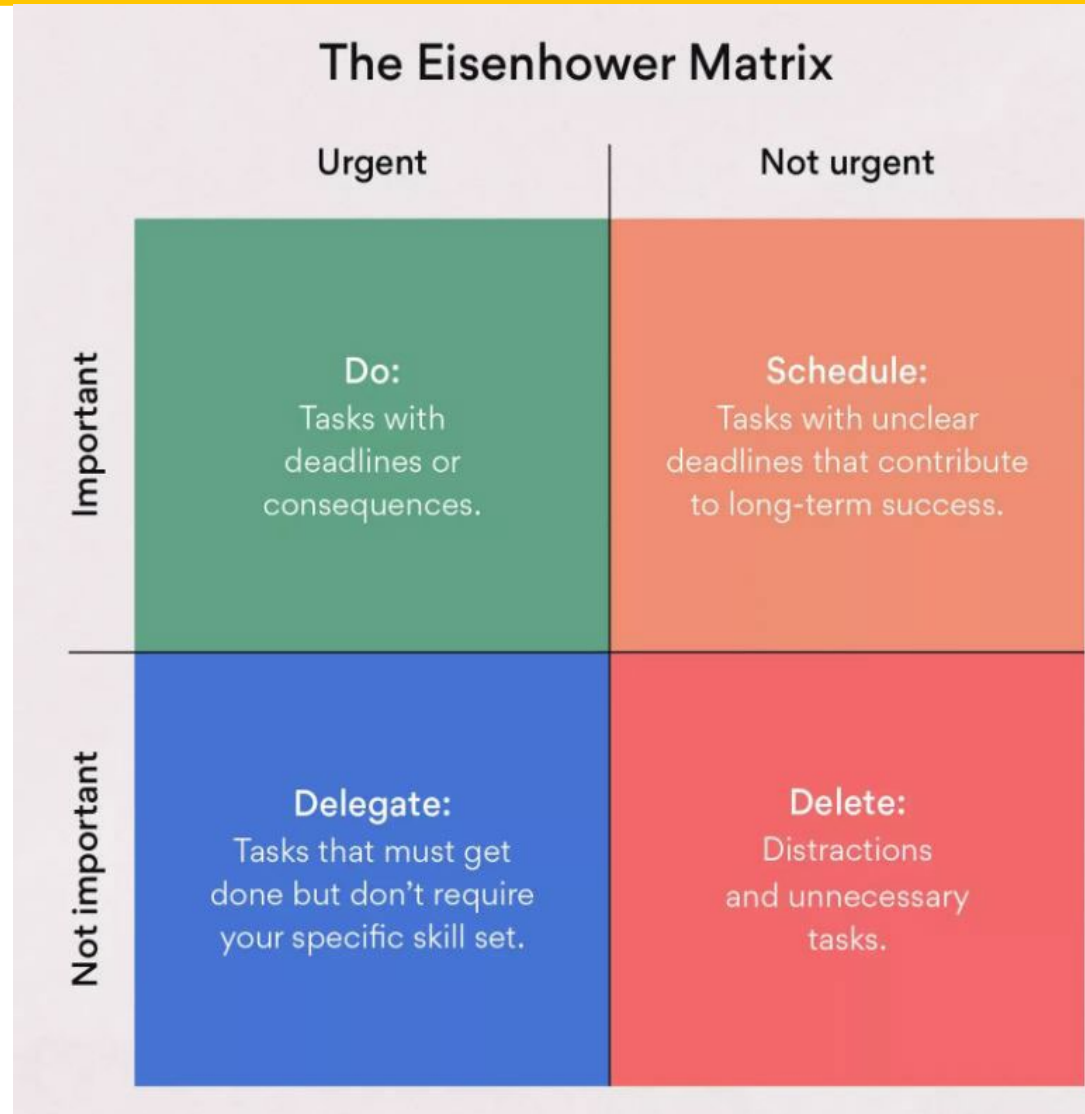 The Eisenhower Matrix
Urgent
Not urgent
Important
Do:
Tasks with
deadlines or
consequences.
Schedule:
Tasks with unclear
deadlines that contribute
to long-term success.
Not important
Delegate:
Tasks that must get
done but don’t require
your specific skill set.
Delete:
Distractions
and unnecessary
tasks.